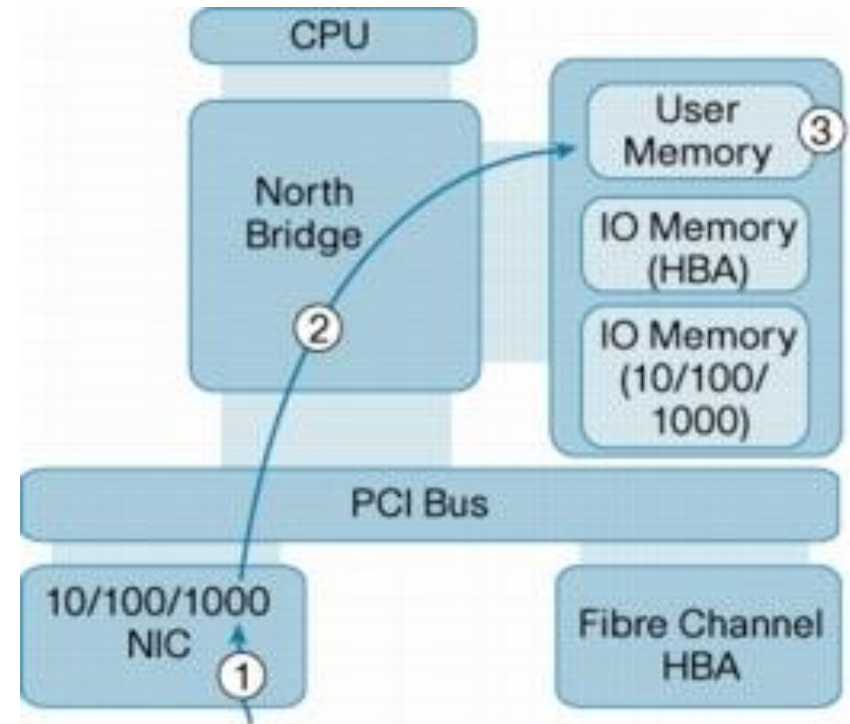 CPU
User
Memory
3
North
Bridge
IO Memory
(HBA)
2
IO Memory
(10/100/
1000)
PCI Bus
10/100/1000
NIC
1
Fibre Channel
HBA